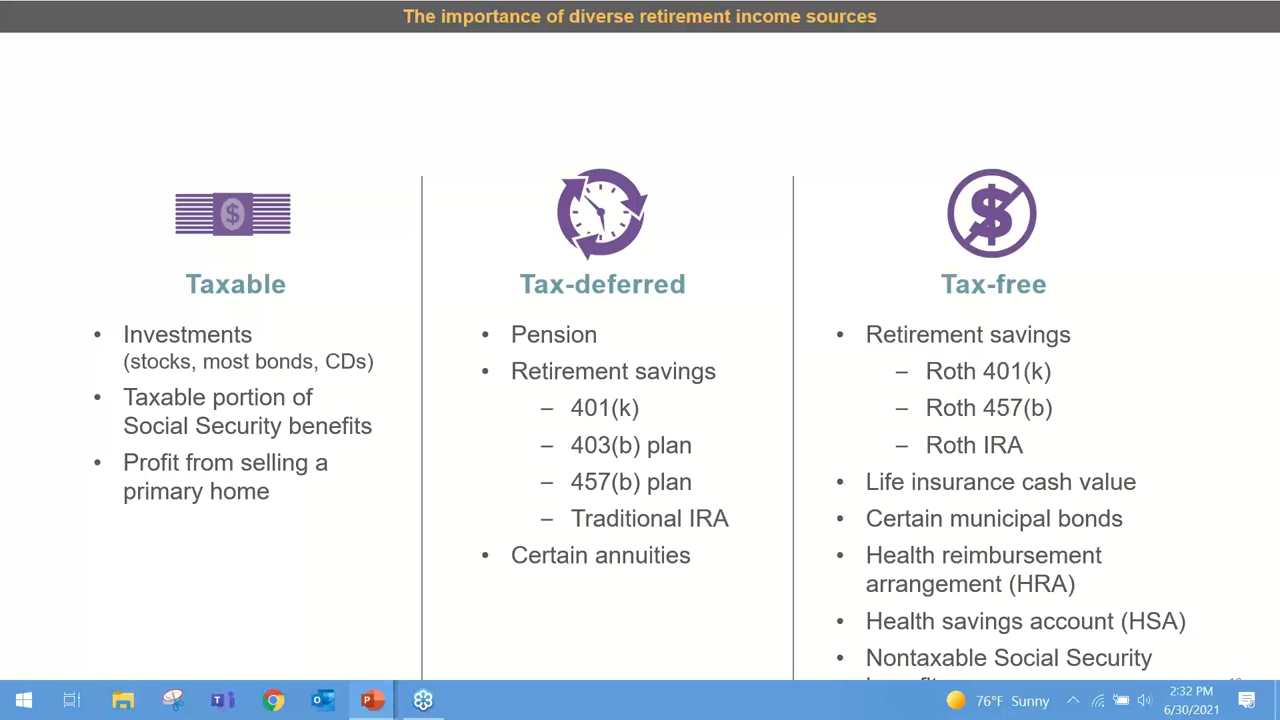 The importance of diverse retirement income sources
Taxable
• Investments
(stocks, most bonds, CDs)
• Taxable portion of
Social Security benefits
• Profit from selling a
primary home
Tax-deferred
• Pension
• Retirement savings
– 401(k)
– 403(b) plan
– 457(b) plan
– Traditional IRA
• Certain annuities
Tax-free
• Retirement savings
– Roth 401(k)
– Roth 457(b)
– Roth IRA
• Life insurance cash value
• Certain municipal bonds
• Health reimbursement
arrangement (HRA)
• Health savings account (HSA)
• Nontaxable Social Security
76°F Sunny
2:32 PM
6/30/2021